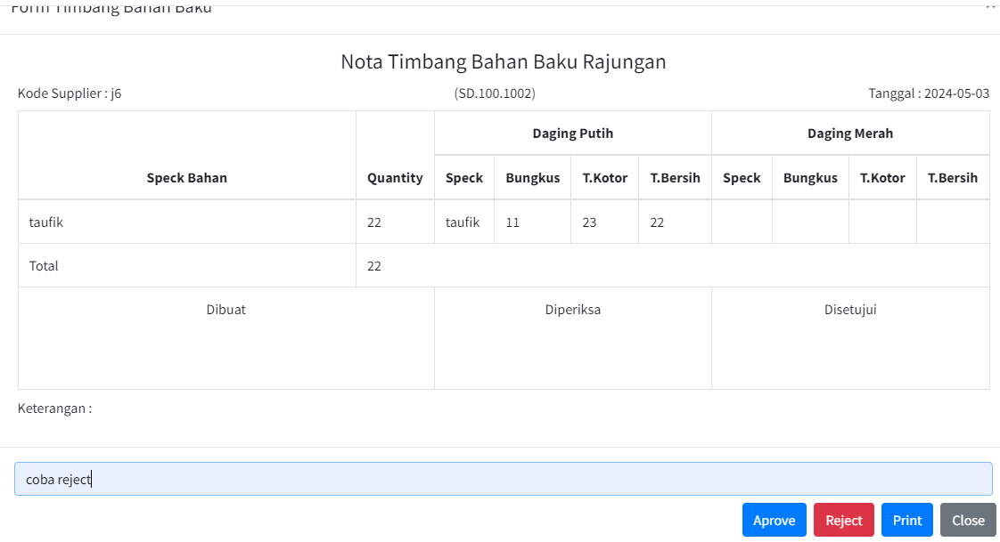 Form Timbang Bahan Baku
Nota Timbang Bahan Baku Rajungan
Kode Supplier : j6 (SD.100.1002) Tanggal : 2024-05-03
Daging Putih Daging Merah
Speck Bahan Quantity Speck Bungkus T.Kotor T.Bersih Speck Bungkus T.Kotor T.Bersih
taufik 22 taufik 11 23 22
Total 22
Dibuat Diperiksa Disetujui
Keterangan :
coba reject
Aprove Reject Print Close